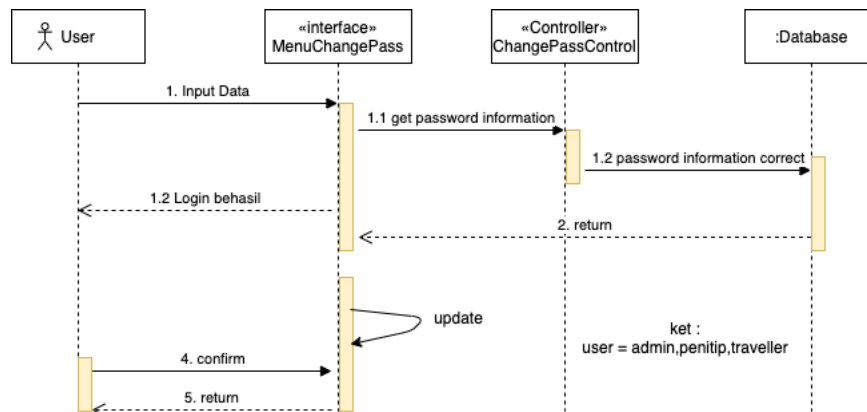 User
«interface»
MenuChangePass
«Controller»
ChangePassControl
:Database
1. Input Data
1.1 get password information
1.2 password information correct
1.2 Login behasil
2. return
update
ket :
user = admin,penitip,traveller
4. confirm
5. return